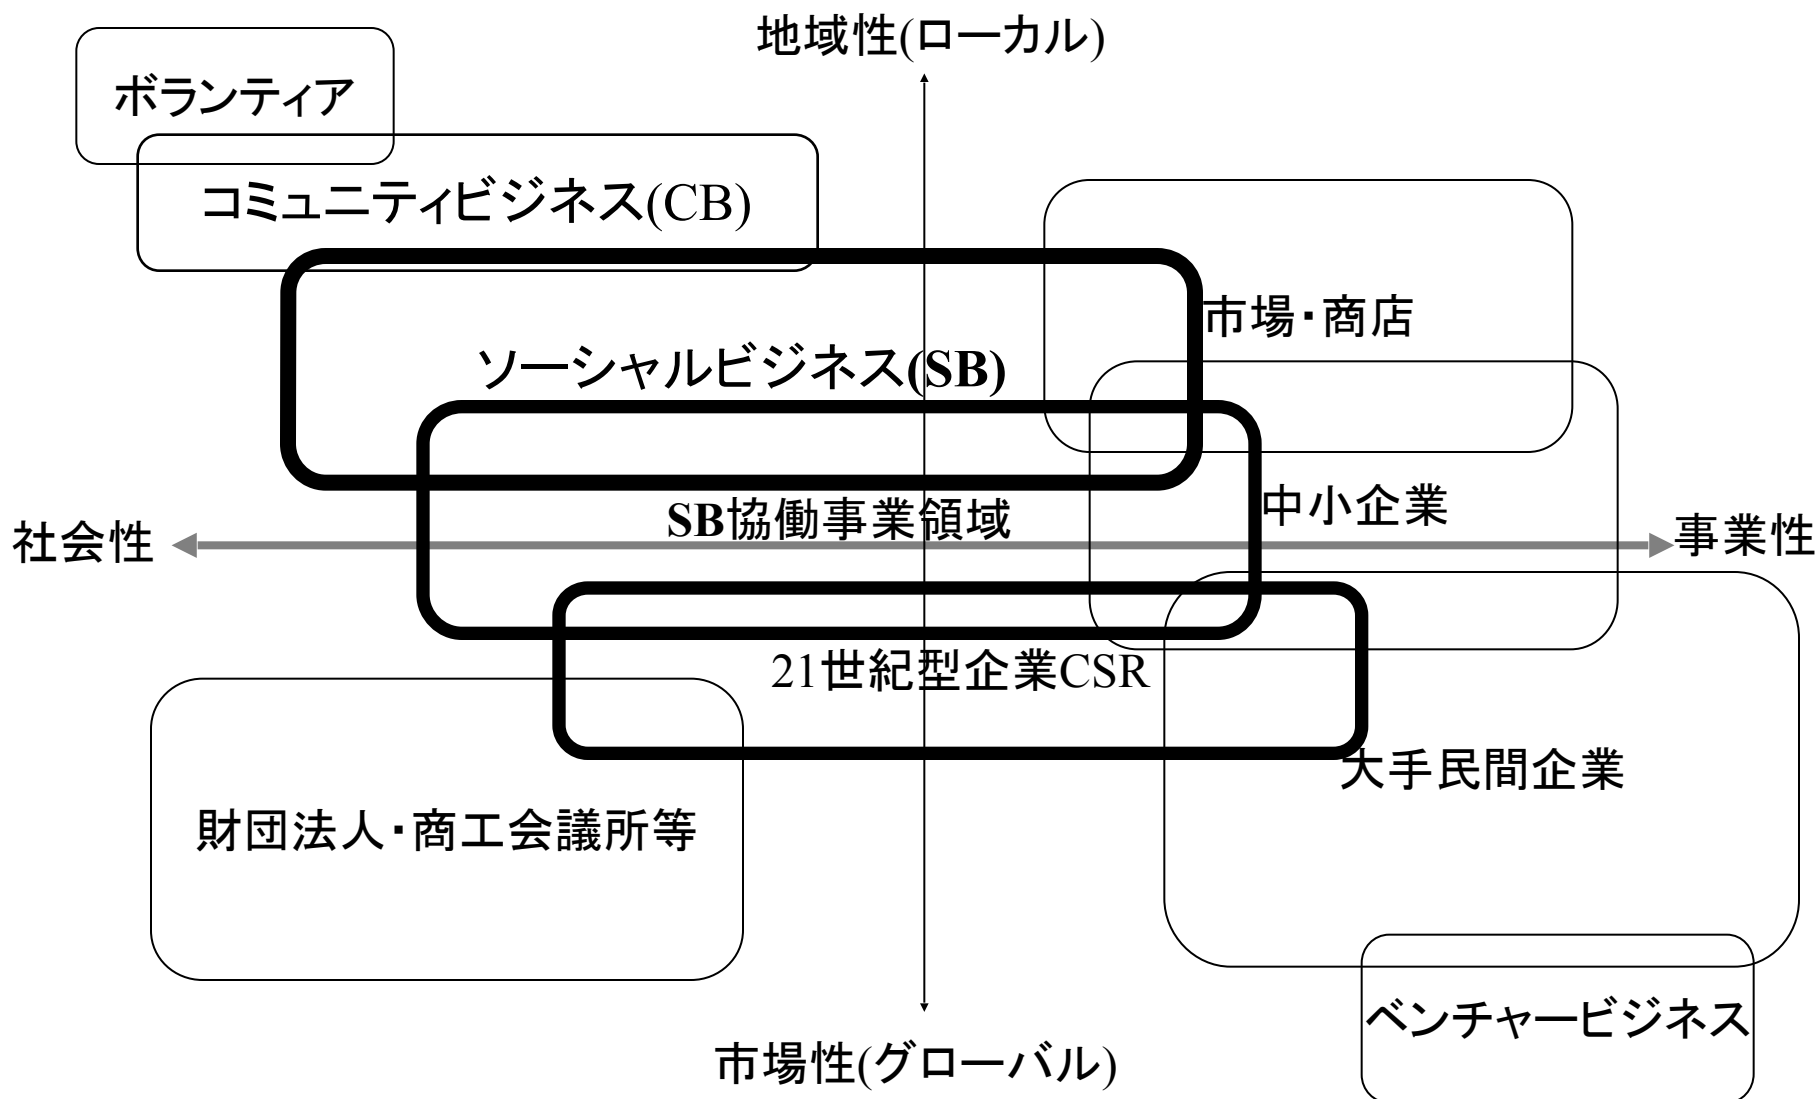 地域性(ローカル)
ボランティア
コミュニティビジネス(CB)
市場・商店
ソーシャルビジネス(SB)
中小企業
SB協働事業領域
社会性
事業性
21世紀型企業CSR
大手民間企業
財団法人・商工会議所等
ベンチャービジネス
市場性(グローバル)